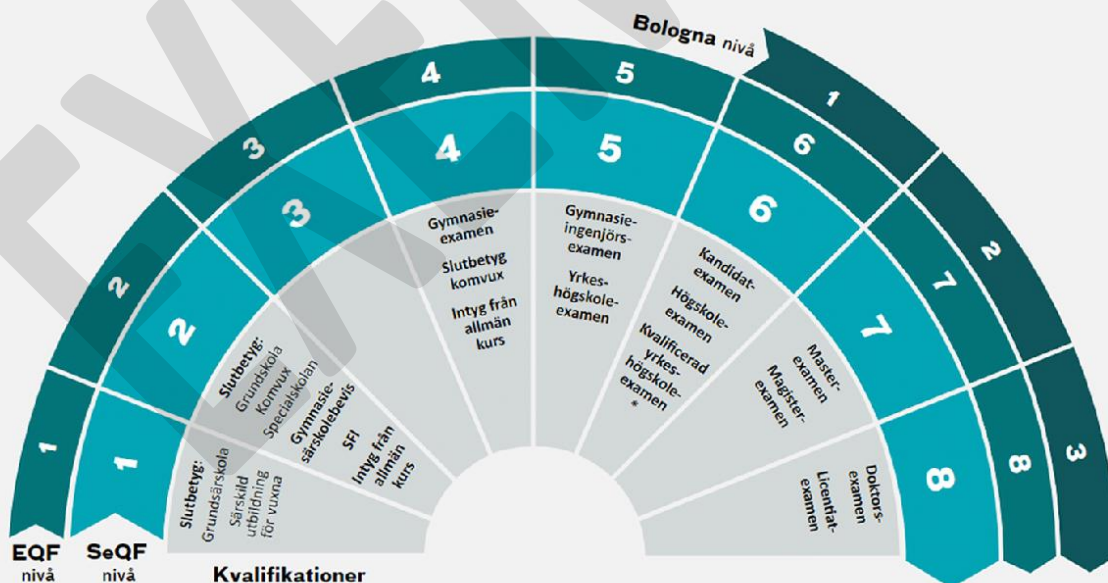 Bologna nivå
1
2
3
1
2
3
4
5
6
7
8
1
2
3
4
5
6
7
8
Slutbetyg:
Grundsärskola
Särskild
utbildning
för vuxna
Slutbetyg:
Grundskola
Komvux
Specialskolan
Gymnasie-
särskolebevis
SFI
Intyg från
allmän
kurs
Gymnasie-
examen
Slutbetyg
komvux
Intyg från
allmän
kurs
Gymnasie-
ingenjörs-
examen
Yrkes-
högskole-
examen
Kandidat-
examen
Högskole-
examen
Kvalificerad
yrkes-
högskole-
examen
*
Master-
examen
Magister-
examen
Doktors-
examen
Licentiat-
examen
EQF
nivå
SeQF
nivå
Kvalifikationer